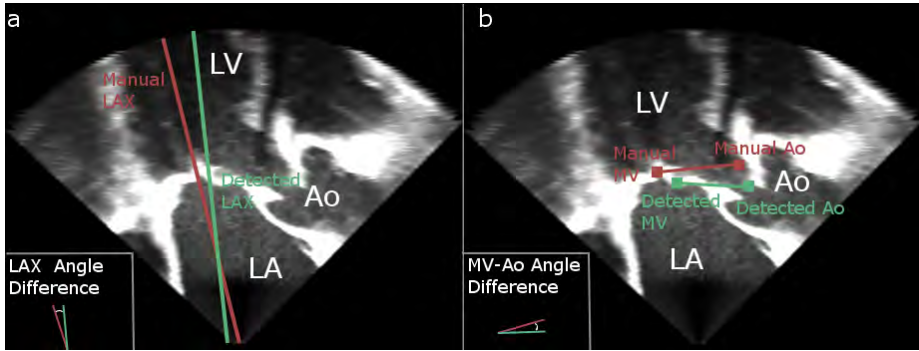 a
LV
Manual
LAX
Detected
LAX
Ao
LA
LAX Angle
Difference
b
LV
Manual Ao
Manual
MV
Ao
Detected
MV
Detected Ao
LA
MV-Ao Angle
Difference